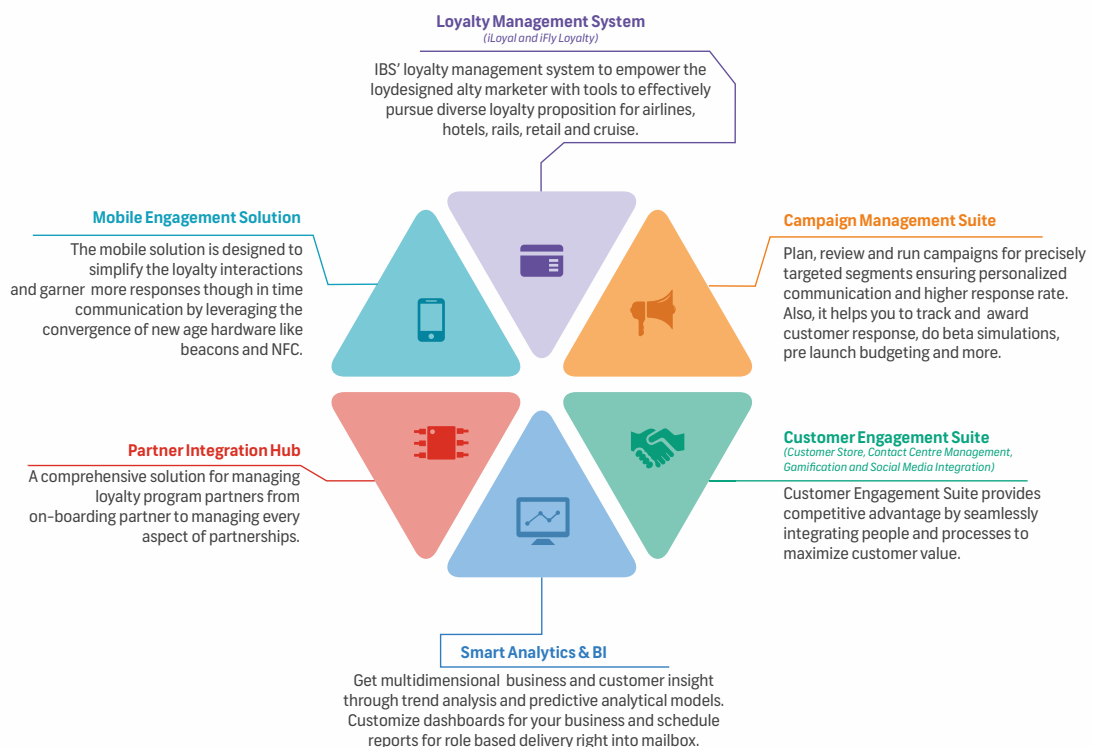 Loyalty Management System
(iLoyal and iFly Loyalty)
IBS' loyalty management system to empower the
loydesigned alty marketer with tools to effectively
pursue diverse loyalty proposition for airlines,
hotels, rails, retail and cruise.
Mobile Engagement Solution
The mobile solution is designed to
simplify the loyalty interactions
and garner more responses though in time
communication by leveraging the
convergence of new age hardware like
beacons and NFC.
Campaign Management Suite
Plan, review and run campaigns for precisely
targeted segments ensuring personalized
communication and higher response rate.
Also, it helps you to track and award
customer response, do beta simulations,
pre launch budgeting and more.
Partner Integration Hub
A comprehensive solution for managing
loyalty program partners from
on-boarding partner to managing every
aspect of partnerships.
Customer Engagement Suite
(Customer Store, Contact Centre Management,
Gamification and Social Media Integration)
Customer Engagement Suite provides
competitive advantage by seamlessly
integrating people and processes to
maximize customer value.
Smart Analytics & BI
Get multidimensional business and customer insight
through trend analysis and predictive analytical models.
Customize dashboards for your business and schedule
reports for role based delivery right into mailbox.